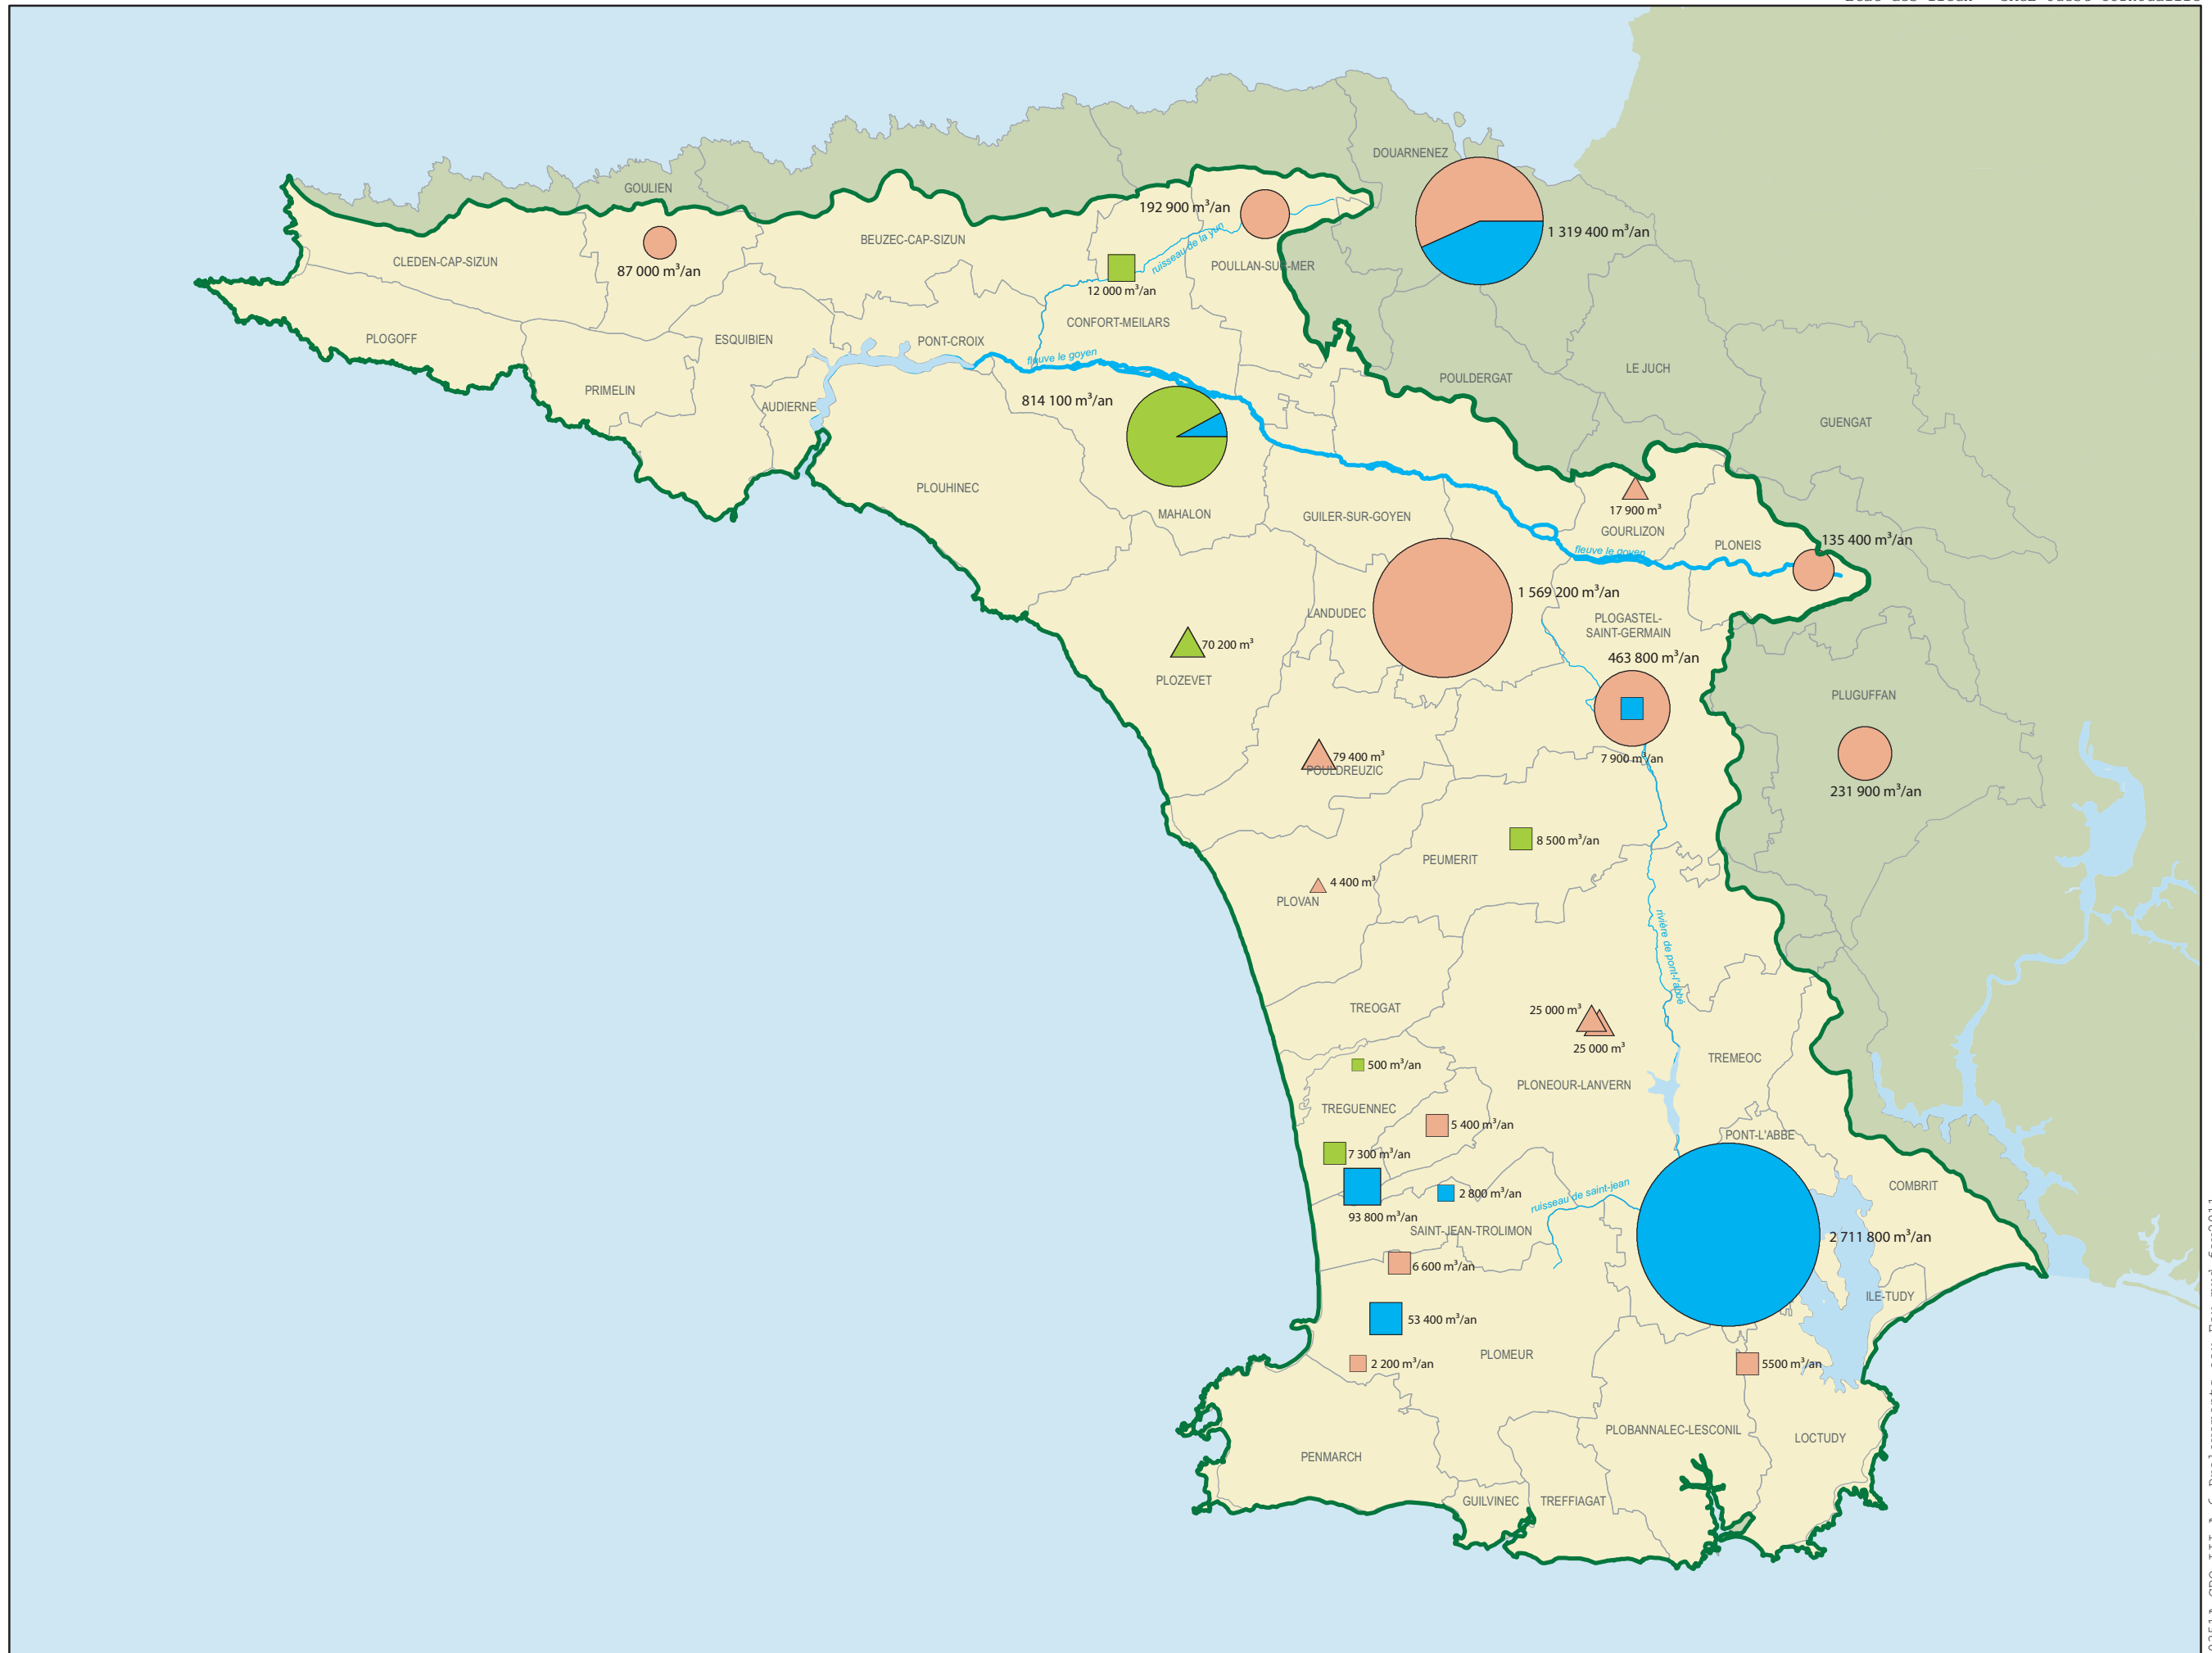 DOUARNENEZ
GOULIEN
192 900 m³/an
1 319 400 m³/an
ruisseau de la yun
BEUZEC-CAP-SIZUN
CLEDEN-CAP-SIZUN
87 000 m³/an
POULLAN-SUR-MER
12 000 m³/an
CONFORT-MEILARS
PLOGOFF
ESQUIBIEN
PONT-CROIX
fleuve le goyen
LE JUCH
POULDERGAT
PRIMELIN
814 100 m³/an
AUDIERNE
GUENGAT
PLOUHINEC
MAHALON
GUILER-SUR-GOYEN
17 900 m³
GOURLIZON
135 400 m³/an
PLONEIS
fleuve le goyen
1 569 200 m³/an
LANDUDEC
PLOGASTEL-
SAINT-GERMAIN
70 200 m³
463 800 m³/an
PLOZEVET
PLUGUFFAN
79 400 m³
7 900 m³/an
POULDREUZIC
231 900 m³/an
8 500 m³/an
PEUMERIT
4 400 m³
PLOVAN
rivière de pont-l'abbé
TREOGAT
25 000 m³
25 000 m³
TREMEOC
500 m³/an
PLONEOUR-LANVERN
TREGUENNEC
5 400 m³/an
PONT-L'ABBE
7 300 m³/an
COMBRIT
2 800 m³/an
ruisseau de saint-jean
93 800 m³/an
SAINT-JEAN-TROLIMON
2 711 800 m³/an
6 600 m³/an
ILE-TUDY
53 400 m³/an
PLOMEUR
2 200 m³/an
5500 m³/an
PLOBANNALEC-LESCONIL
LOCTUDY
PENMARCH
GUILVINEC
TREFFIAGAT